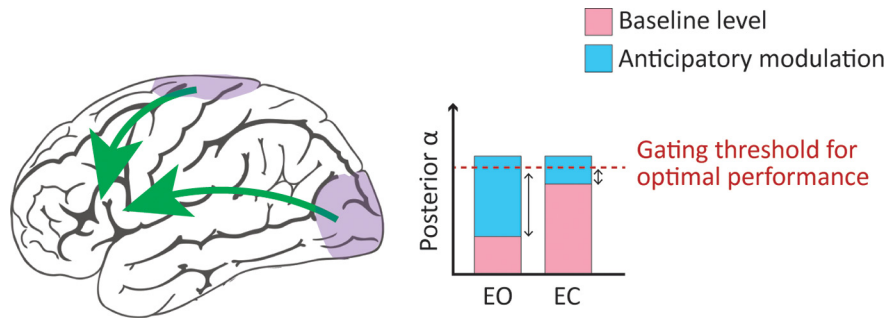 Baseline level
Anticipatory modulation
Posterior α
Gating threshold for
optimal performance
EO
EC